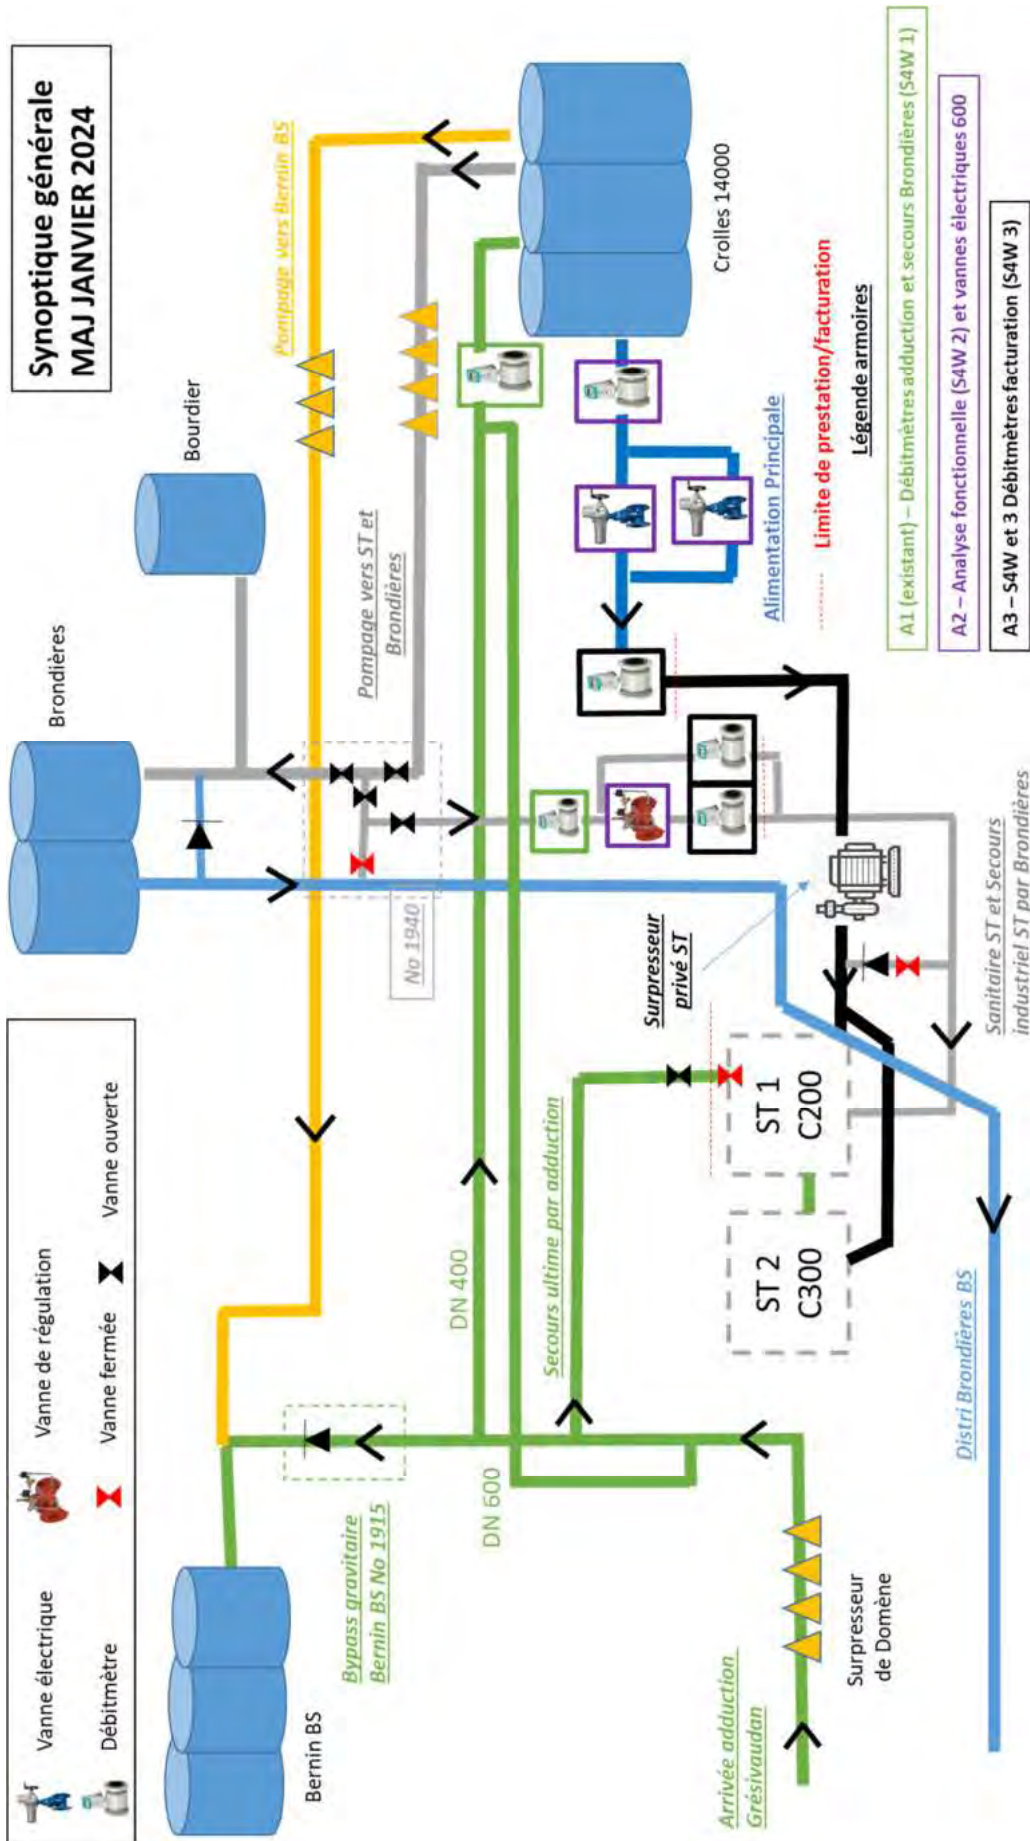 Synoptique générale
MAJ JANVIER 2024
Vanne électrique
Vanne de régulation
Débitmètre
Vanne fermée
Vanne ouverte
Brondières
Bourdier
Pompage vers Bernin BS
Pompage vers ST et
Brondières
No 1940
Bernin BS
Bypass gravitaire
Bernin BS No 1915
DN 400
DN 600
Secours ultime par adduction
Crolles 14000
Alimentation Principale
Surpresseur
privé ST
ST 2
C300
ST 1
C200
Arrivée adduction
Grésivaudan
Surpresseur
de Domène
Distri Brondières BS
Sanitaire ST et Secours
industriel ST par Brondières
Limite de prestation/facturation
Légende armoires
A1 (existant) – Débitmètres adduction et secours Brondières (S4W 1)
A2 – Analyse fonctionnelle (S4W 2) et vannes électriques 600
A3 – S4W et 3 Débitmètres facturation (S4W 3)